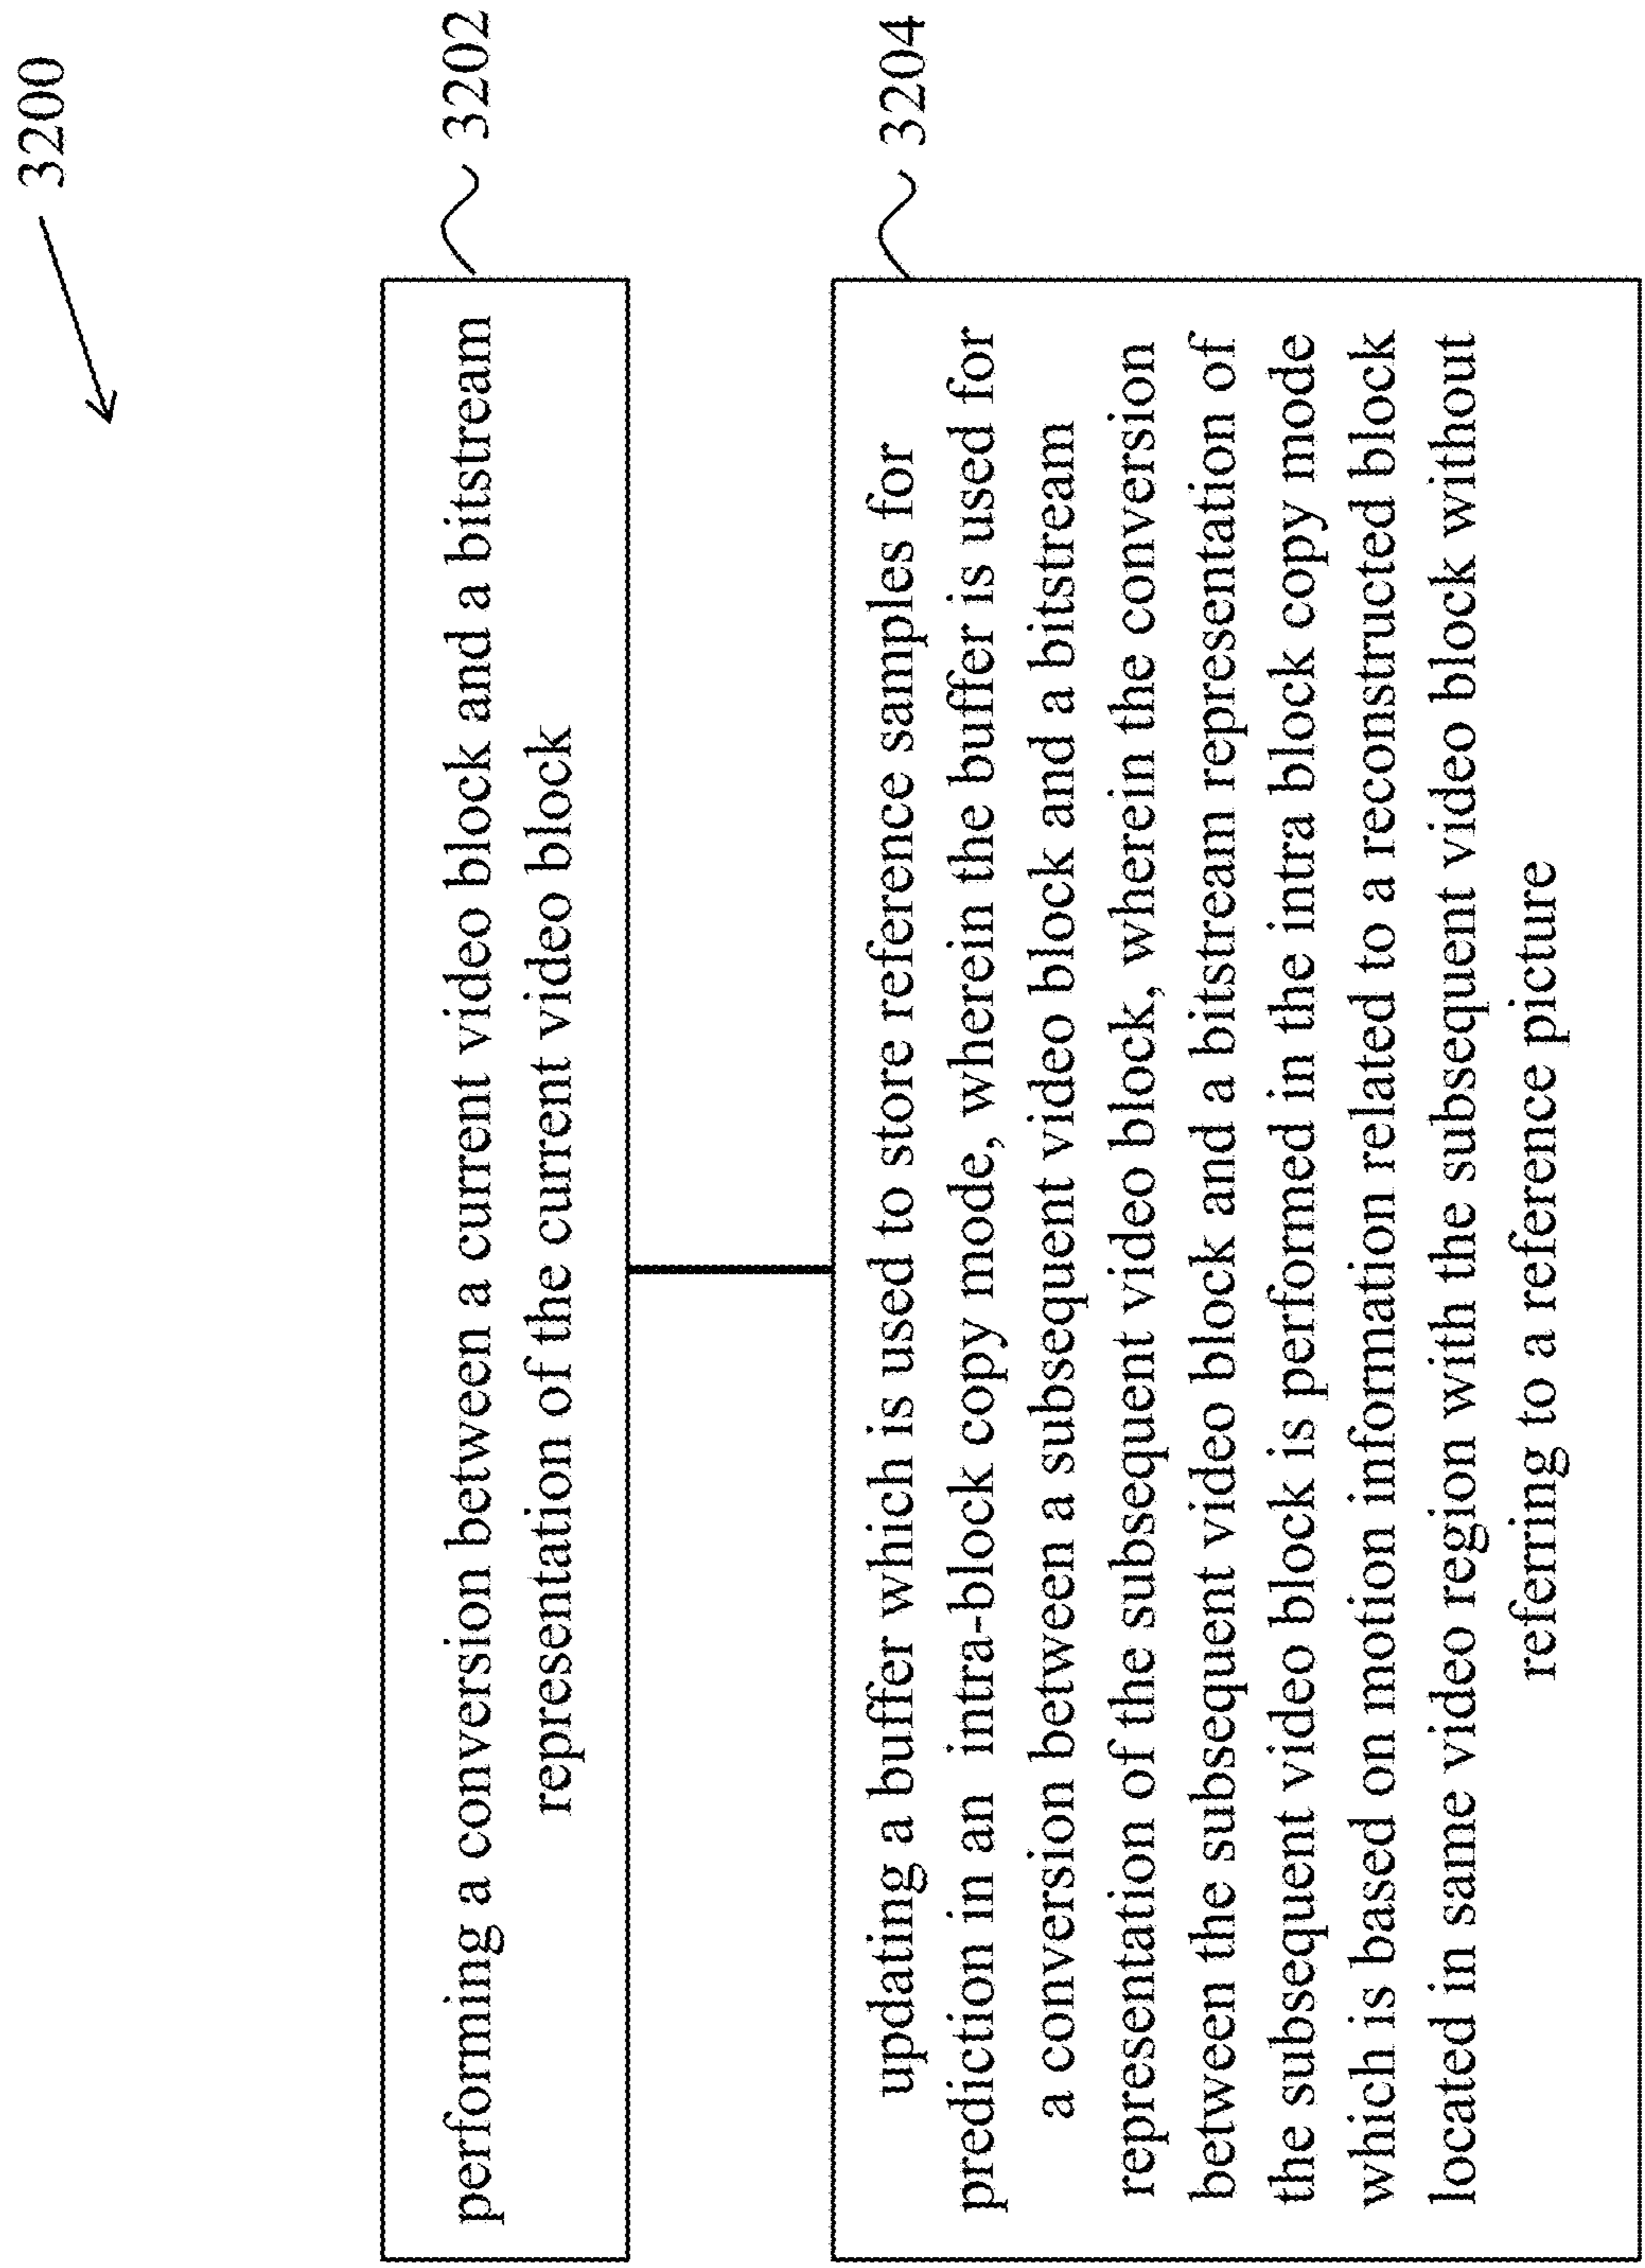 3200
3202
performing a conversion between a current video block and a bitstream
representation of the current video block
3204
updating a buffer which is used to store reference samples for
prediction in an intra-block copy mode, wherein the buffer is used for
a conversion between a subsequent video block and a bitstream
representation of the subsequent video block, wherein the conversion
between the subsequent video block and a bitstream representation of
the subsequent video block is performed in the intra block copy mode
which is based on motion information related to a reconstructed block
located in same video region with the subsequent video block without
referring to a reference picture